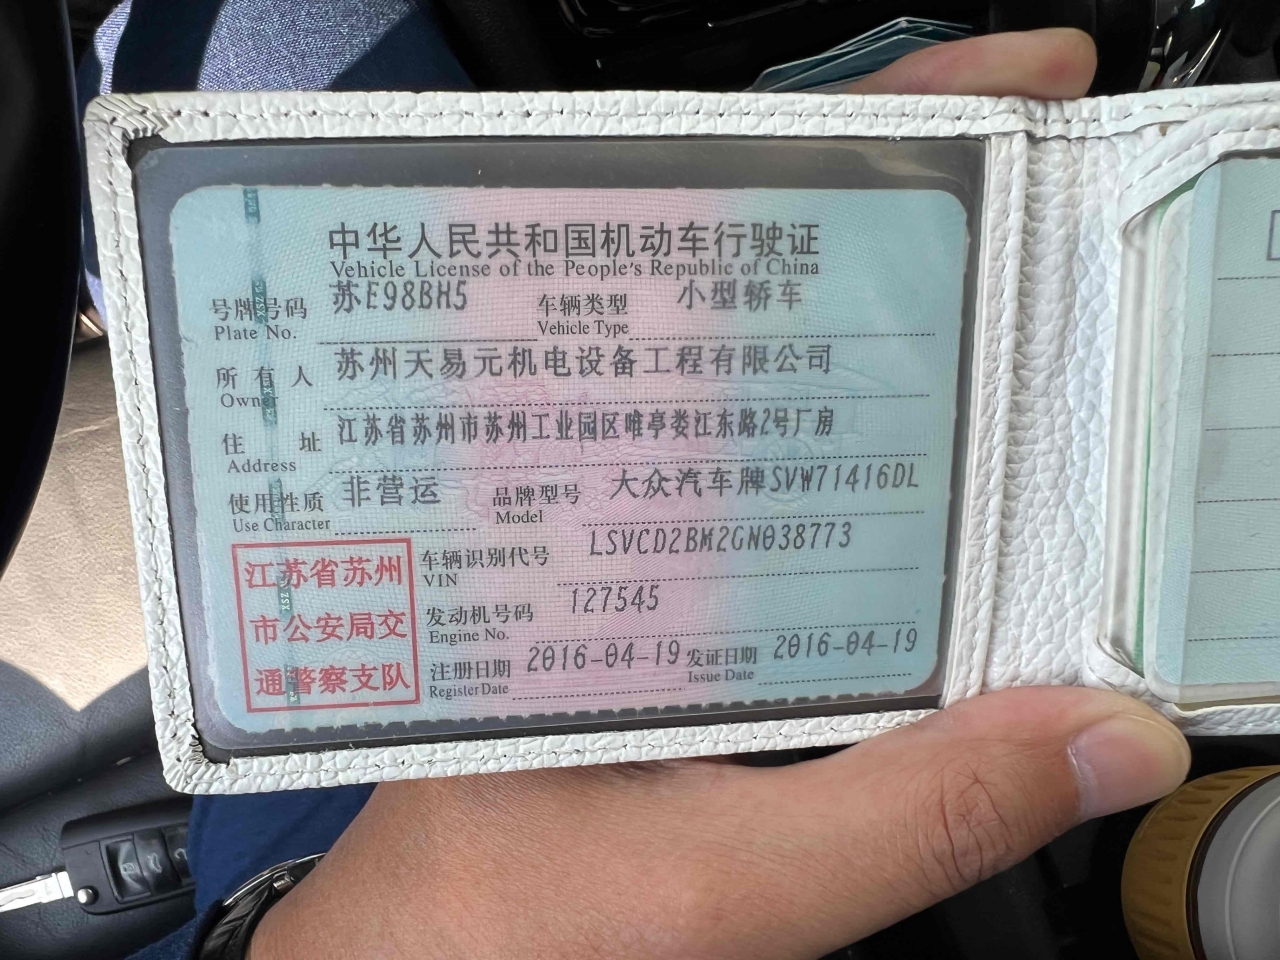 中华人民共和国机动车行驶证
Vehicle License of the People's Republic of China
号牌号码 苏E98BH5 车辆类型 小型轿车
Plate No. Vehicle Type
所有人 苏州天易元机电设备工程有限公司
Owner
住址 江苏省苏州市苏州工业园区唯亭娄江东路2号厂房
Address
使用性质 非营运 品牌型号 大众汽车牌SVW71416DL
Use Character Model
江苏省苏州
市公安局交
通警察支队
车辆识别代号 LSVCD2BM2GN038773
VIN
发动机号码 127545
Engine No.
注册日期 2016-04-19 发证日期 2016-04-19
Register Date Issue Date